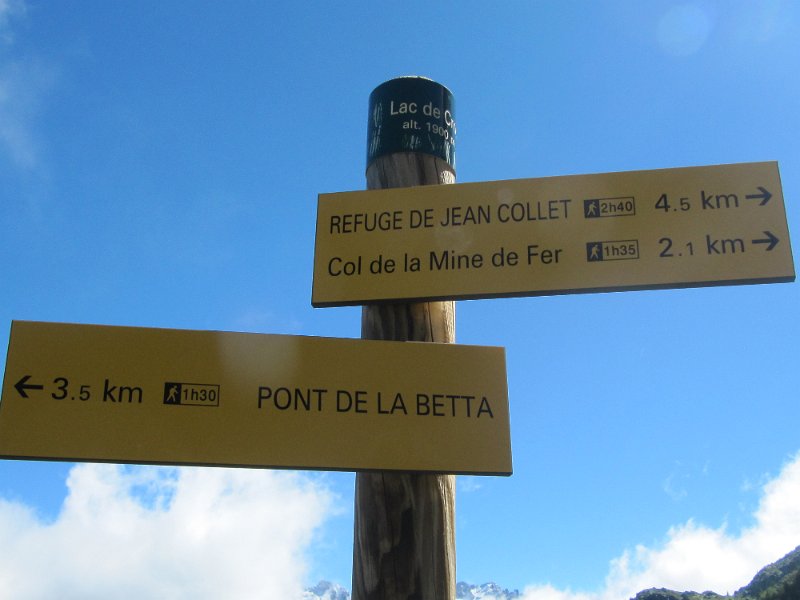 Lac de
alt. 1900
REFUGE DE JEAN COLLET 2h40 4.5 km →
Col de la Mine de Fer 1h35 2.1 km →
← 3.5 km 1h30 PONT DE LA BETTA